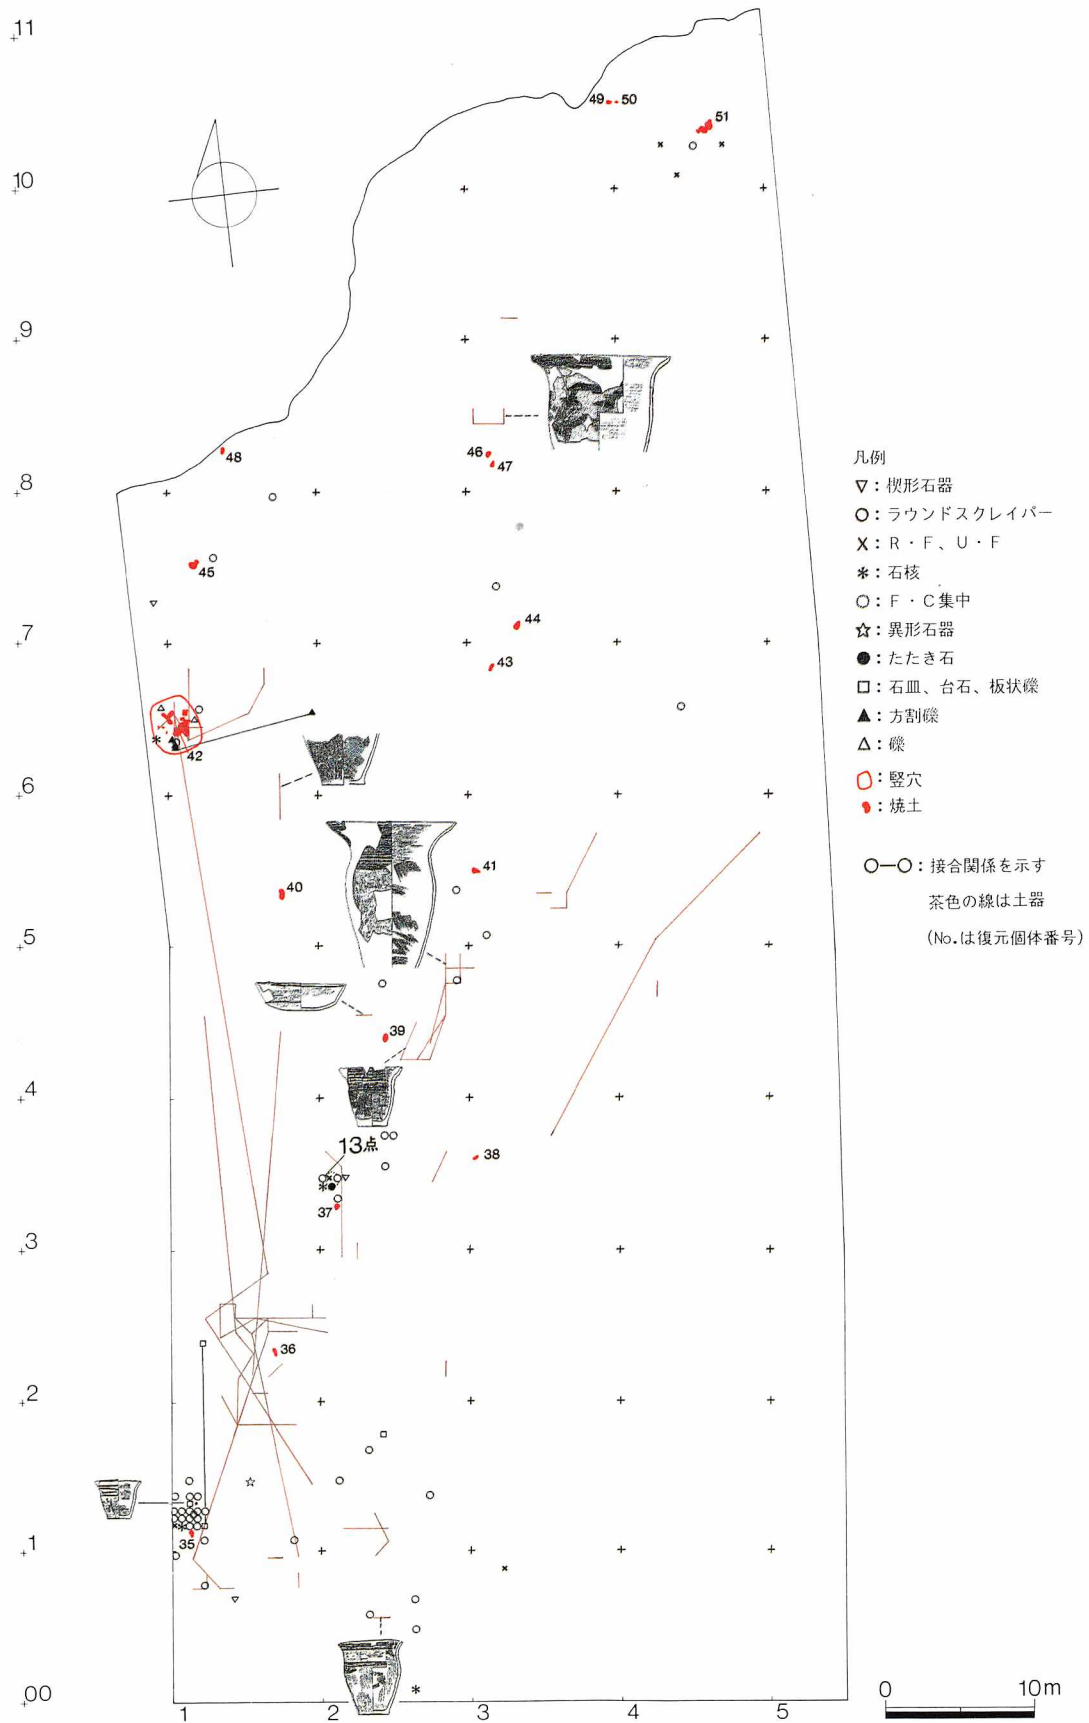 11
49 50
51
10
9
48
46
47
8
45
44
7
43
42
6
41
40
5
39
4
13点
38
37
3
36
2
35
1
00
1
2
3
4
5
凡例
▽：楔形石器
○：ラウンドスクレイパー
X：R・F、U・F
*：石核
○：F・C集中
☆：異形石器
●：たたき石
□：石皿、台石、板状礫
▲：方割礫
△：礫
：竪穴
：焼土
○—○：接合関係を示す
茶色の線は土器
(No.は復元個体番号)
0 10m